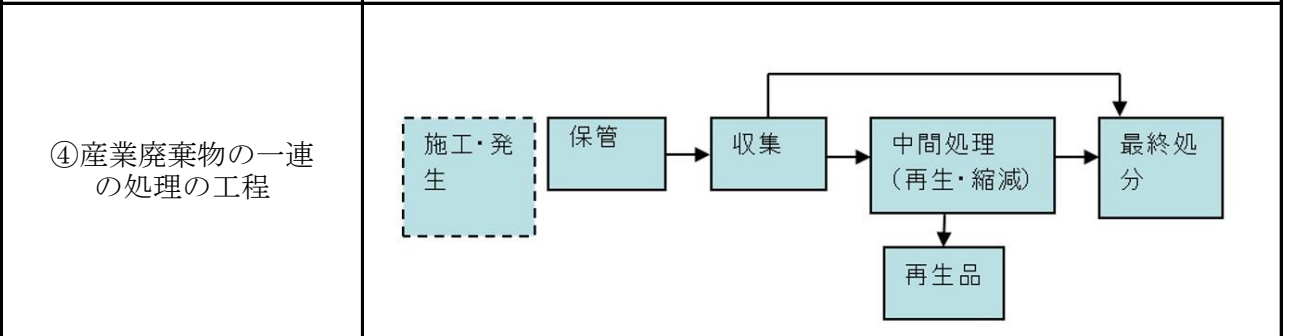 ④産業廃棄物の一連
の処理の工程
施工･発
生
保管
収集
中間処理
（再生･縮減）
最終処
分
再生品